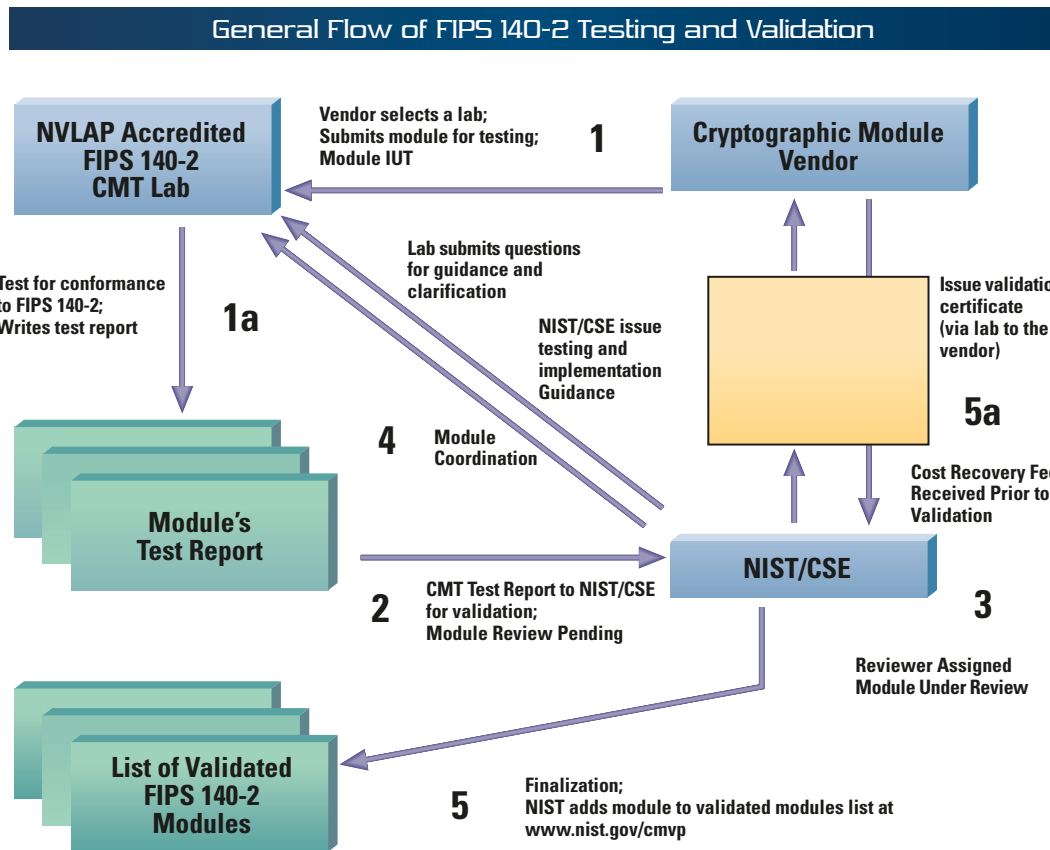 General Flow of FIPS 140-2 Testing and Validation
NVLAP Accredited
FIPS 140-2
CMT Lab
Vendor selects a lab;
Submits module for testing;
Module IUT
1
Cryptographic Module
Vendor
Test for conformance
to FIPS 140-2;
Writes test report
1a
Lab submits questions
for guidance and
clarification
NIST/CSE issue
testing and
implementation
Guidance
Issue validatio
certificate
(via lab to the
vendor)
5a
4
Module
Coordination
Cost Recovery Fe
Received Prior to
Validation
Module's
Test Report
NIST/CSE
2
CMT Test Report to NIST/CSE
for validation;
Module Review Pending
3
Reviewer Assigned
Module Under Review
List of Validated
FIPS 140-2
Modules
5
Finalization;
NIST adds module to validated modules list at
www.nist.gov/cmvp